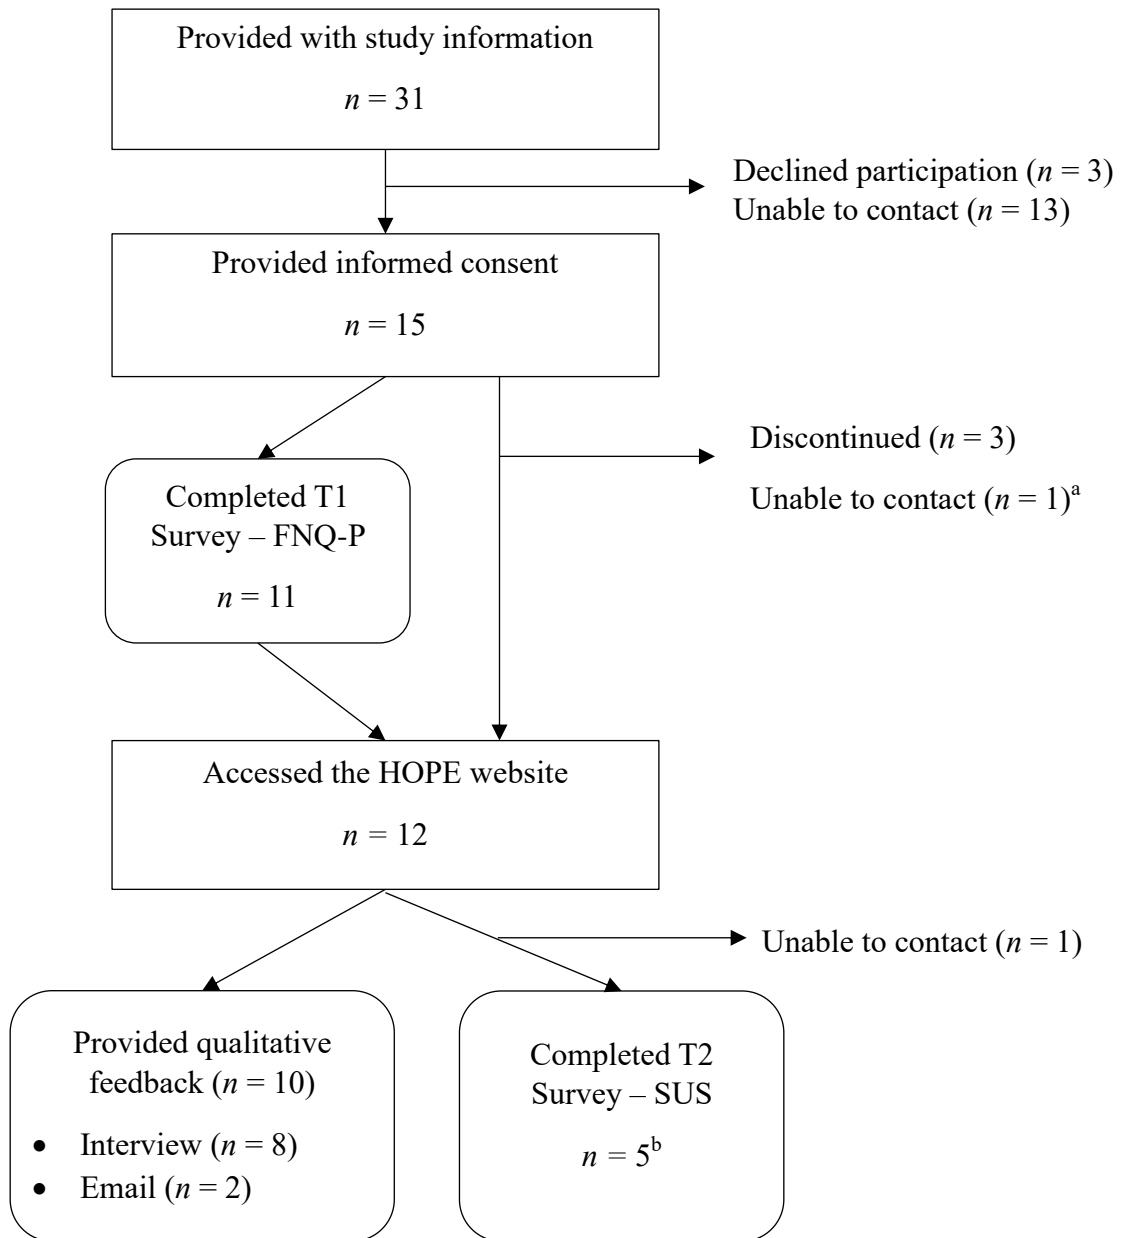 Provided with study information
n = 31
Declined participation (n = 3)
Unable to contact (n = 13)
Provided informed consent
n = 15
Discontinued (n = 3)
Unable to contact (n = 1)a
Completed T1
Survey – FNQ-P
n = 11
Accessed the HOPE website
n = 12
Unable to contact (n = 1)
Provided qualitative
feedback (n = 10)
• Interview (n = 8)
• Email (n = 2)
Completed T2
Survey – SUS
n = 5b